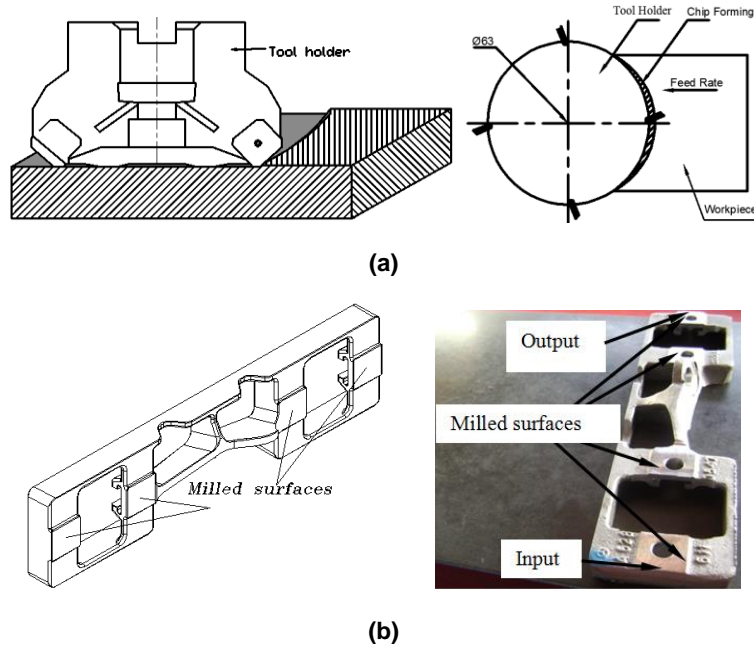 Tool holder
Tool Holder
Chip Forming
Ø63
Feed Rate
Workpiece
(a)
Milled surfaces
Output
Milled surfaces
Input
(b)